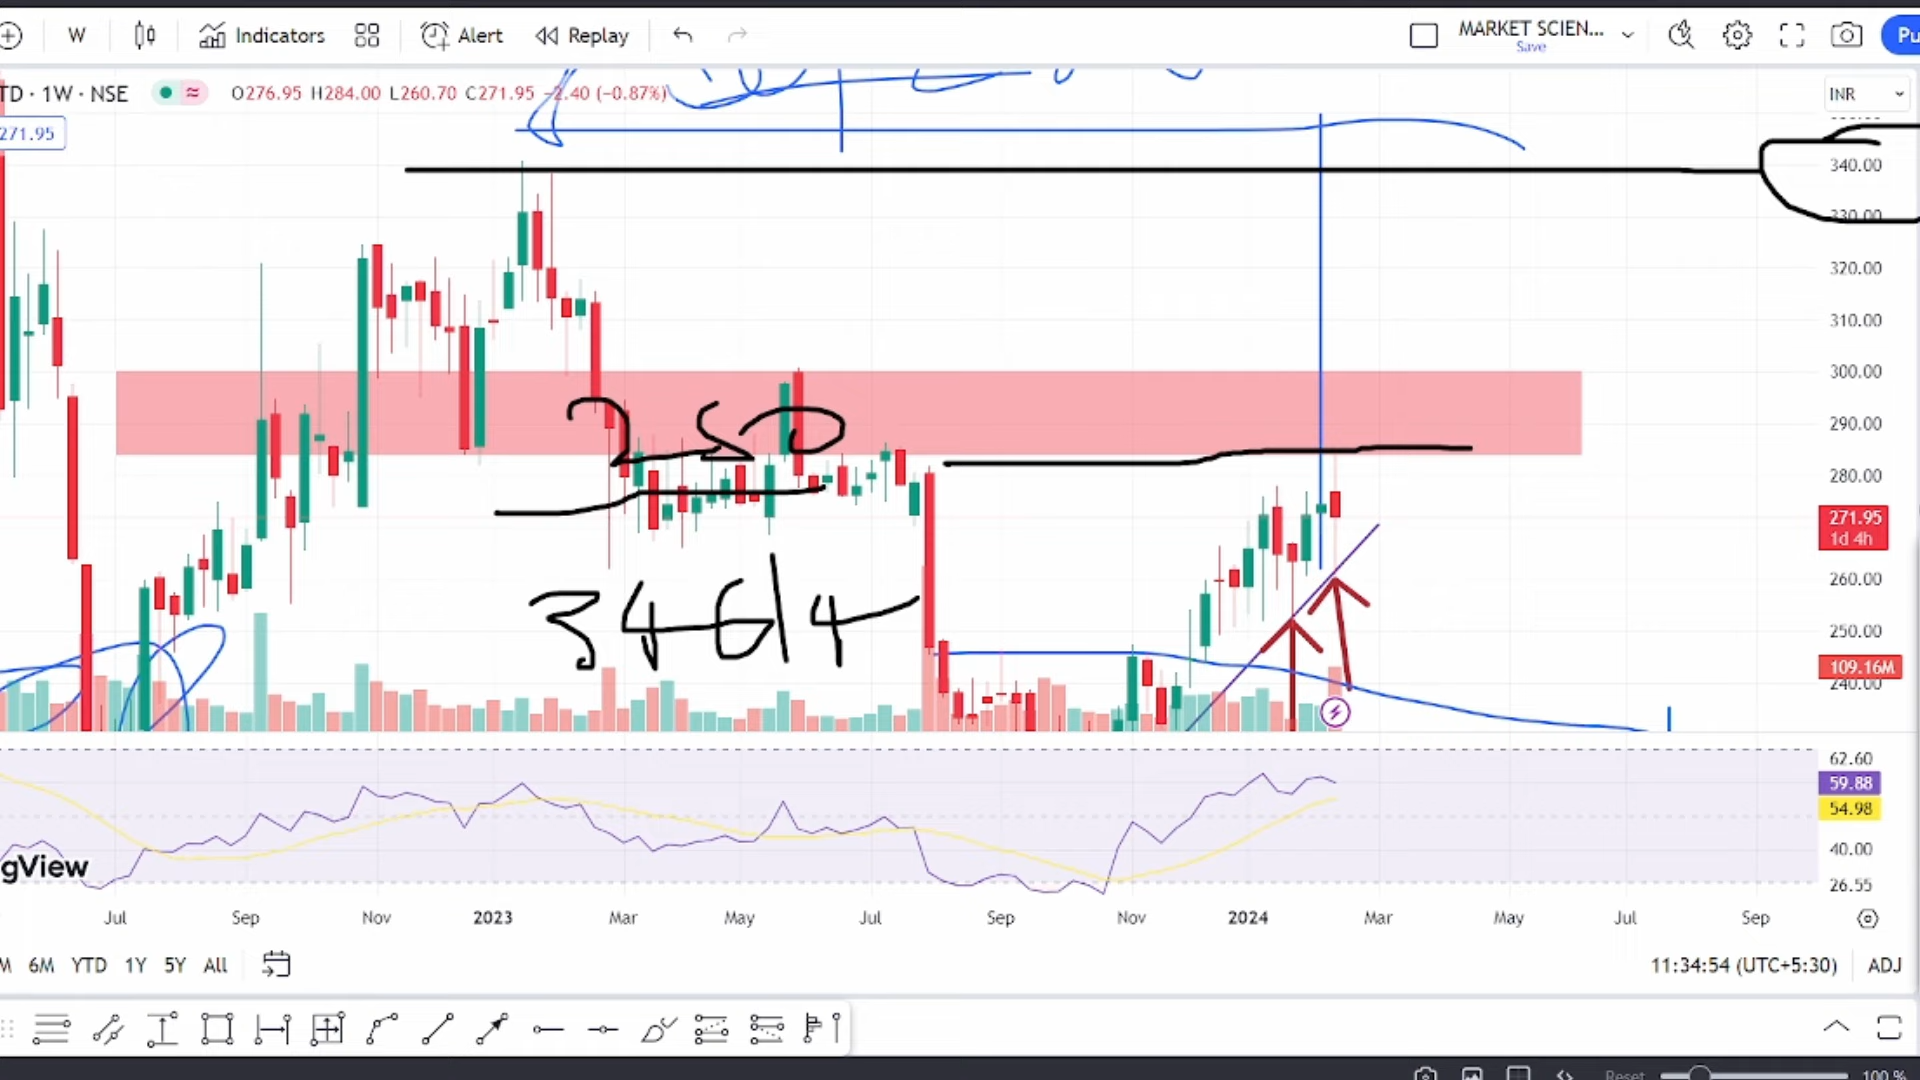 W Indicators Alert Replay MARKET SCIEN... Save Pu
TD · 1W · NSE O276.95 H284.00 L260.70 C271.95 −2.40 (−0.87%) INR
271.95
340.00
330.00
320.00
310.00
300.00
290.00
250
280.00
271.95
1d 4h
260.00
250.00
109.16M
240.00
62.60
59.88
54.98
gView
40.00
26.55
Jul Sep Nov 2023 Mar May Jul Sep Nov 2024 Mar May Jul Sep
M 6M YTD 1Y 5Y All 11:34:54 (UTC+5:30) ADJ
Reset 100 %